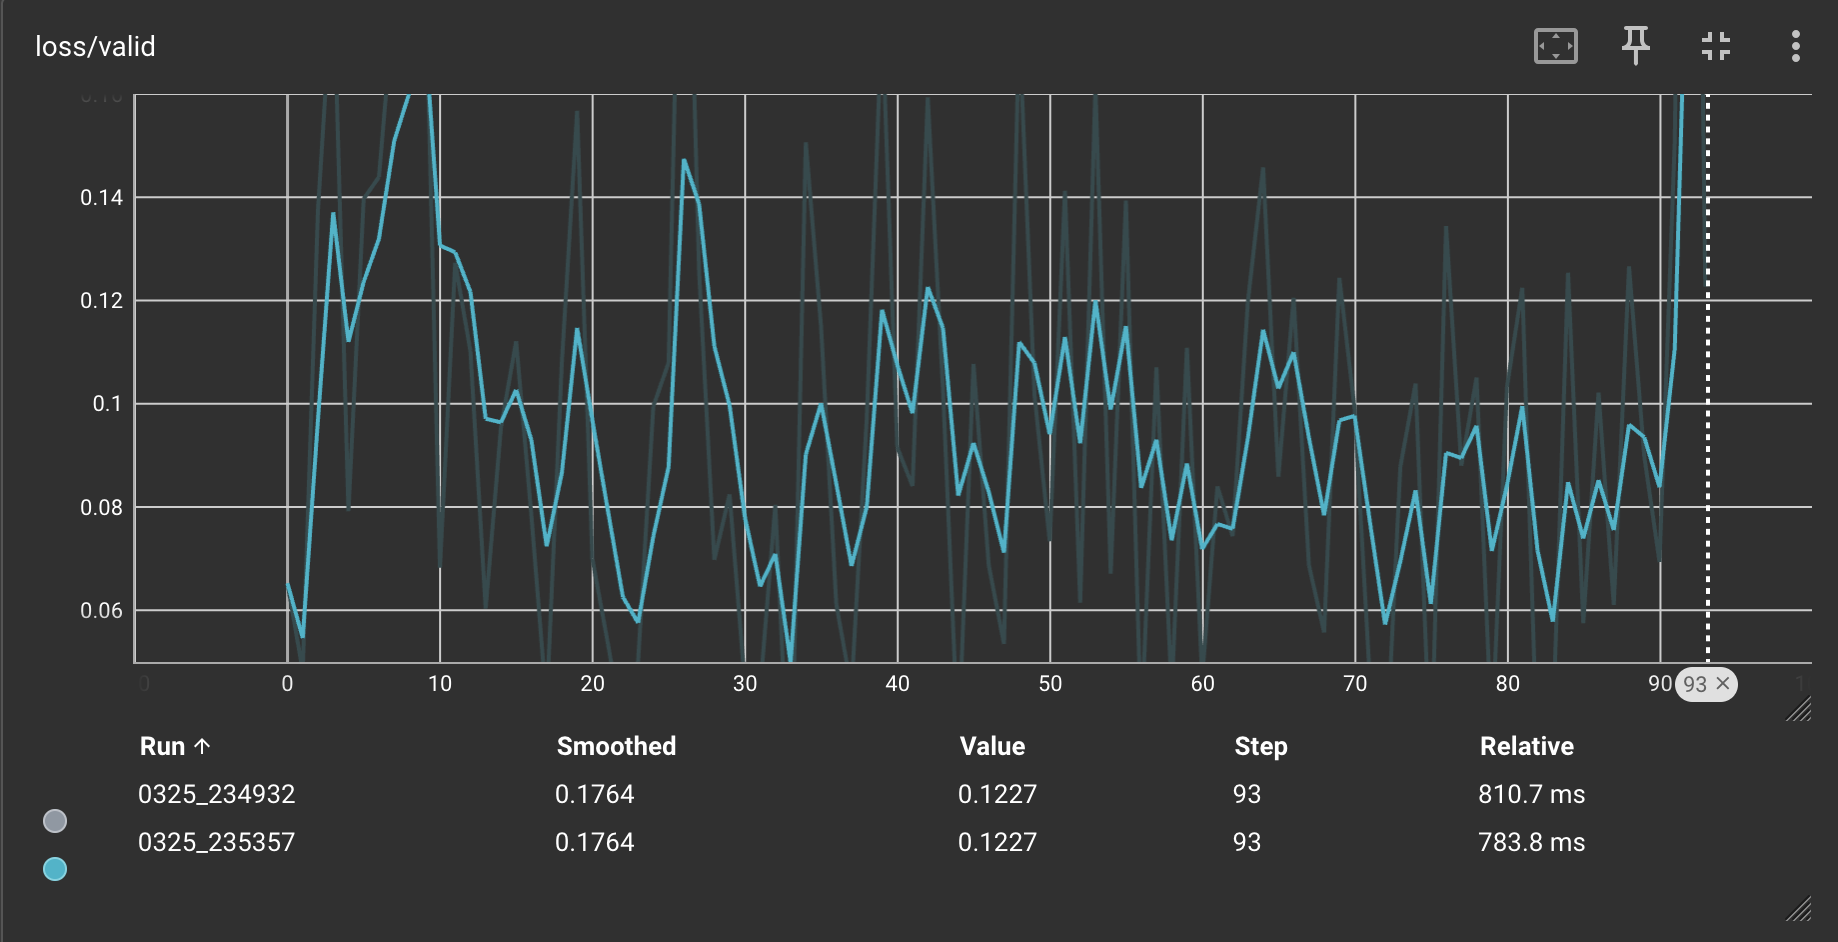 loss/valid
0.16
0.14
0.12
0.1
0.08
0.06
0 10 20 30 40 50 60 70 80 90 93 ×
Run ↑ Smoothed Value Step Relative
0325_234932 0.1764 0.1227 93 810.7 ms
0325_235357 0.1764 0.1227 93 783.8 ms